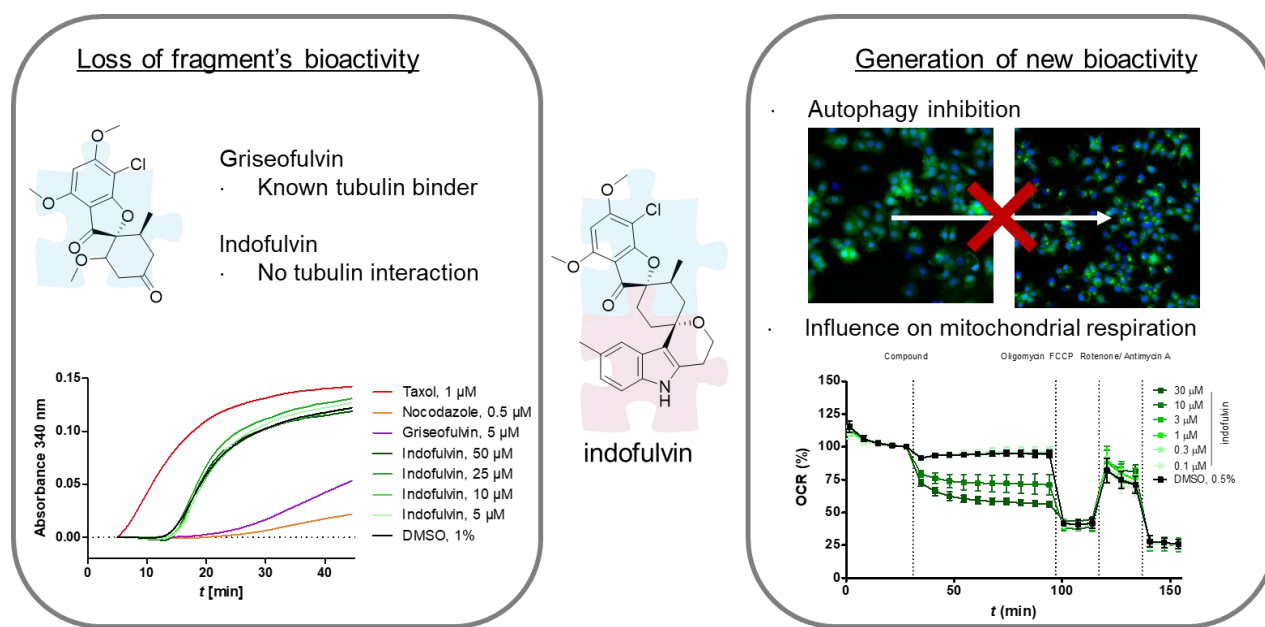 Loss of fragment's bioactivity
O
Cl
O
O
O
O
O
Griseofulvin
· Known tubulin binder
Indofulvin
· No tubulin interaction
0.15
0.10
0.05
0.00
Absorbance 340 nm
0 10 20 30 40
t [min]
Taxol, 1 µM
Nocodazole, 0.5 µM
Griseofulvin, 5 µM
Indofulvin, 50 µM
Indofulvin, 25 µM
Indofulvin, 10 µM
Indofulvin, 5 µM
DMSO, 1%
O
Cl
O
O
O
O
N
H
indofulvin
Generation of new bioactivity
· Autophagy inhibition
· Influence on mitochondrial respiration
Compound Oligomycin FCCP Rotenone/ Antimycin A
150
125
100
75
50
25
0
OCR (%)
0 50 100 150
t (min)
30 µM
10 µM
3 µM
1 µM
0.3 µM
0.1 µM
DMSO, 0.5%
indofulvin